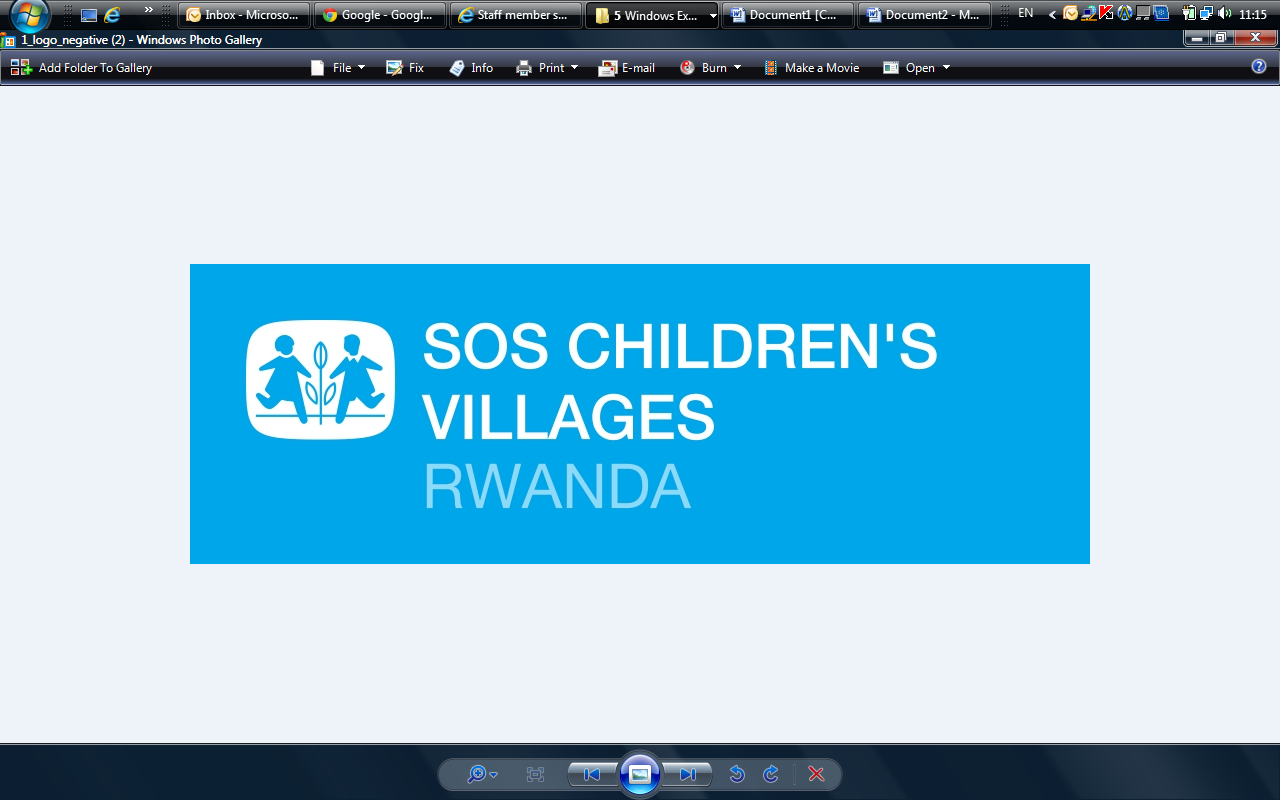 Inbox - Microso...
Google - Googl...
Staff member s...
5 Windows Ex...
Document1 [C...
Document2 - M...
EN
11:15
1_logo_negative (2) - Windows Photo Gallery
Add Folder To Gallery
File
Fix
Info
Print
E-mail
Burn
Make a Movie
Open
SOS CHILDREN'S
VILLAGES
RWANDA